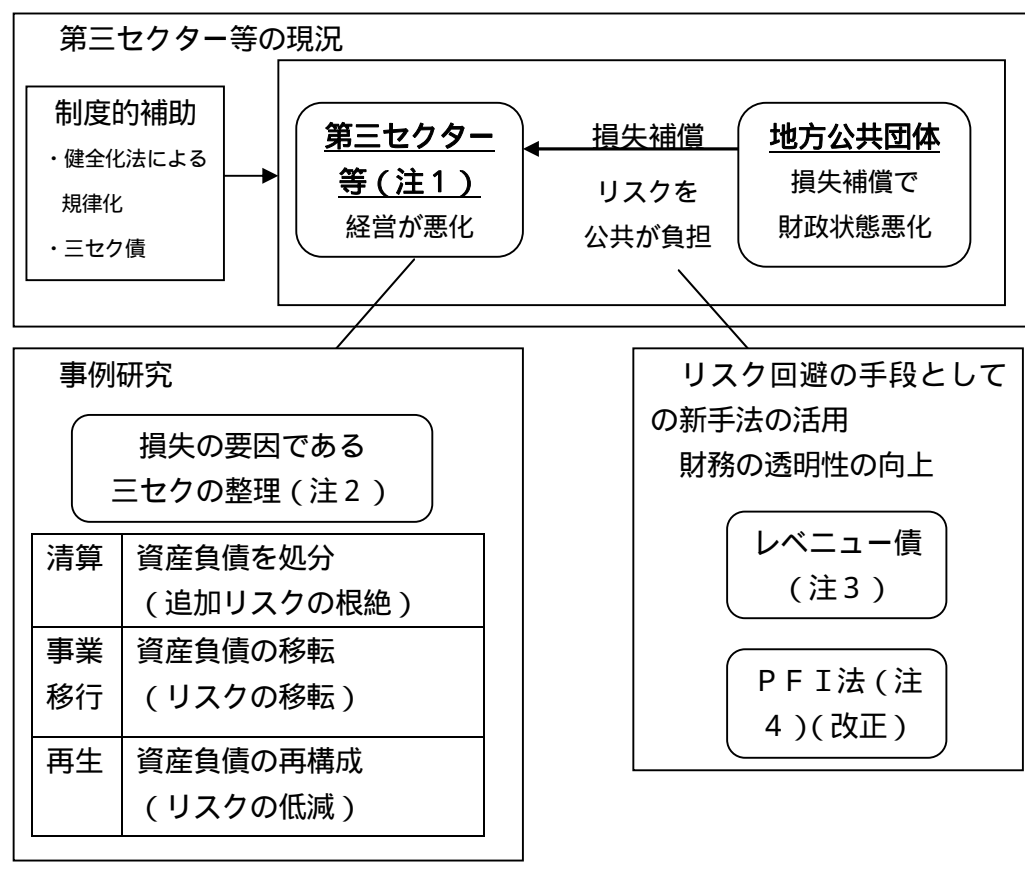 第三セクター等の現況
制度的補助
・健全化法による
規律化
・三セク債
第三セクター
等（注１）
経営が悪化
損失補償
リスクを
公共が負担
地方公共団体
損失補償で
財政状態悪化
事例研究
損失の要因である
三セクの整理（注２）
清算 資産負債を処分
（追加リスクの根絶）
事業 資産負債の移転
移行 （リスクの移転）
再生 資産負債の再構成
（リスクの低減）
リスク回避の手段として
の新手法の活用
財務の透明性の向上
レベニュー債
（注３）
ＰＦＩ法（注
４）（改正）